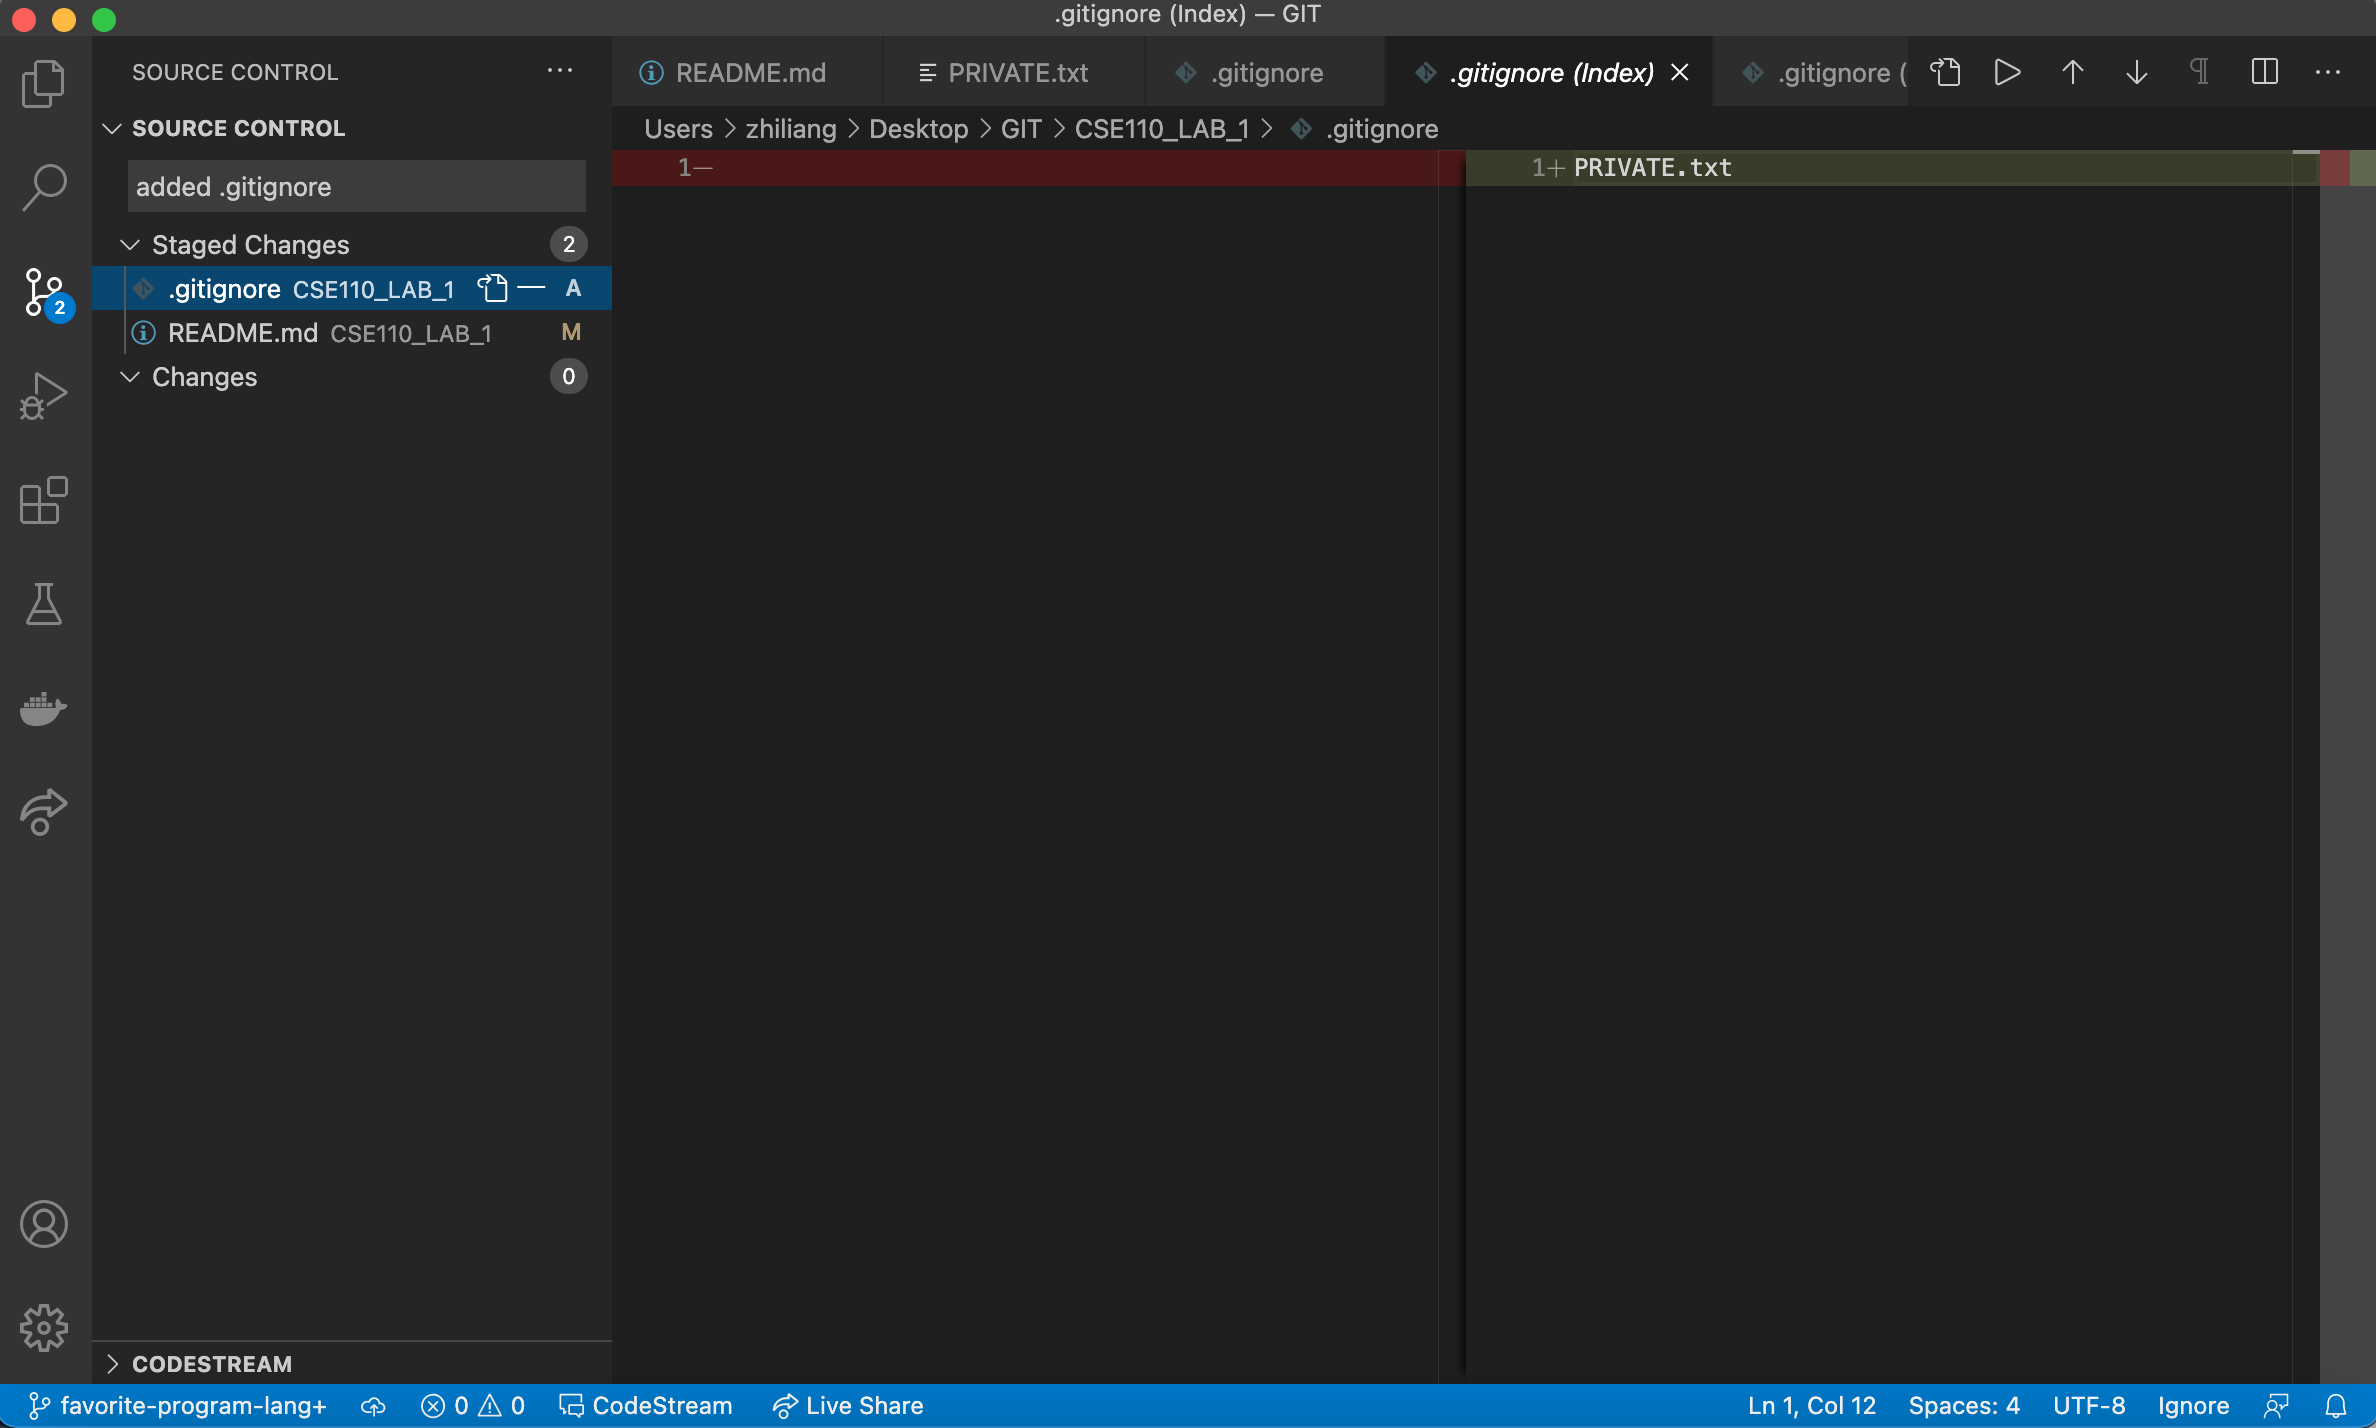 .gitignore (Index) — GIT
SOURCE CONTROL
README.md
PRIVATE.txt
.gitignore
.gitignore (Index)
.gitignore (
SOURCE CONTROL
Users > zhiliang > Desktop > GIT > CSE110_LAB_1 > .gitignore
added .gitignore
Staged Changes 2
.gitignore CSE110_LAB_1 A
README.md CSE110_LAB_1 M
Changes 0
2
1—
1+ PRIVATE.txt
CODESTREAM
favorite-program-lang+ 0 0 CodeStream Live Share Ln 1, Col 12 Spaces: 4 UTF-8 Ignore